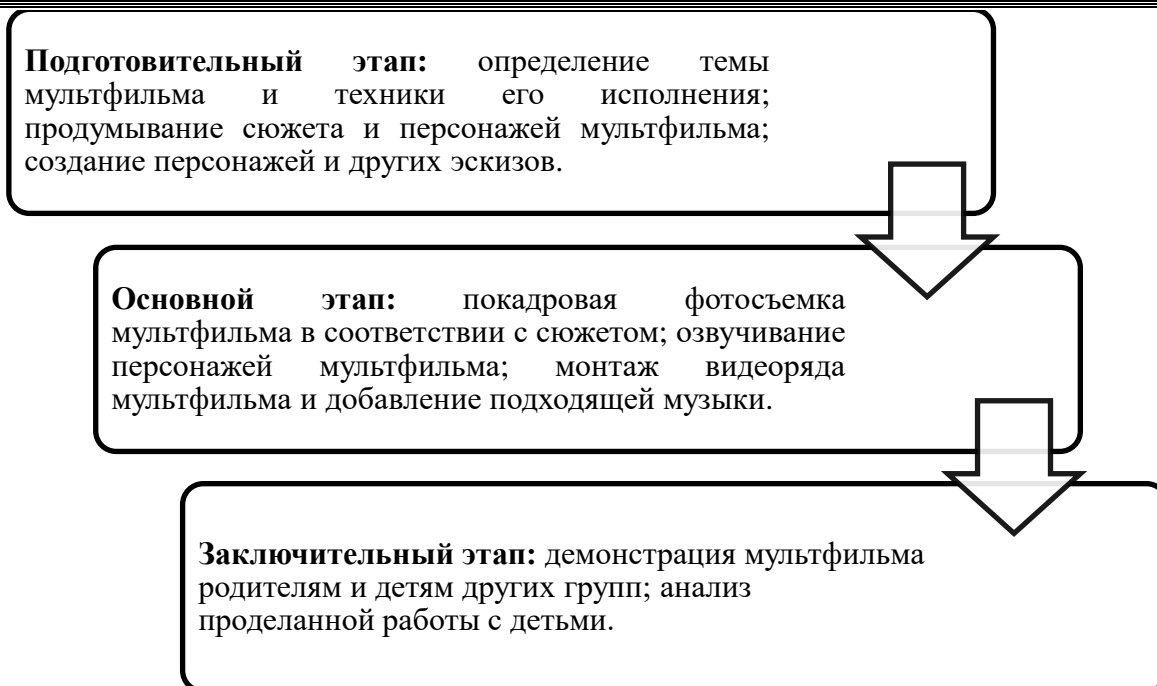 Подготовительный этап: определение темы
мультфильма и техники его исполнения;
продумывание сюжета и персонажей мультфильма;
создание персонажей и других эскизов.
Основной этап: покадровая фотосъемка
мультфильма в соответствии с сюжетом; озвучивание
персонажей мультфильма; монтаж видеоряда
мультфильма и добавление подходящей музыки.
Заключительный этап: демонстрация мультфильма
родителям и детям других групп; анализ
проделанной работы с детьми.